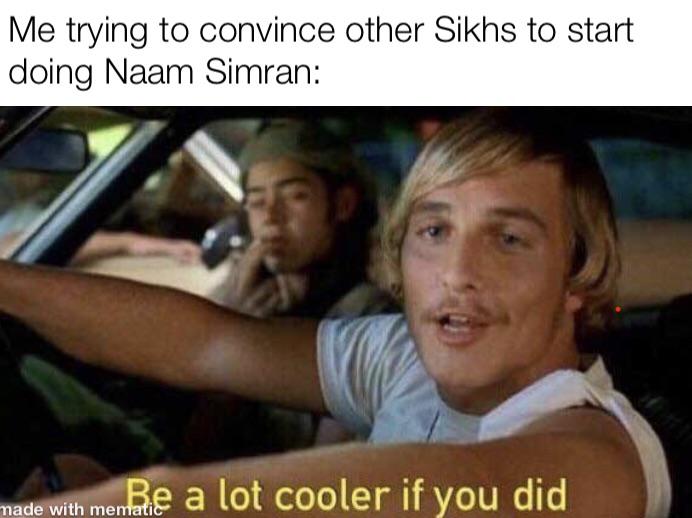 Me trying to convince other Sikhs to start
doing Naam Simran:
Be a lot cooler if you did
made with mematic